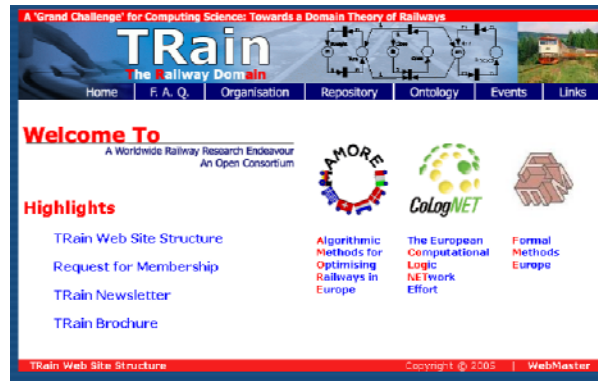 A 'Grand Challenge' for Computing Science: Towards a Domain Theory of Railways
TRain
The Railway Domain
Home
F. A. Q.
Organisation
Repository
Ontology
Events
Links
Welcome To
A Worldwide Railway Research Endeavour
An Open Consortium
AMORE
CoLogNET
Highlights
TRain Web Site Structure
Request for Membership
TRain Newsletter
TRain Brochure
Algorithmic
Methods for
Optimising
Railways in
Europe
The European
Computational
LOGic
NETwork
Effort
Formal
Methods
Europe
TRain Web Site Structure
Copyright © 2005 | WebMaster